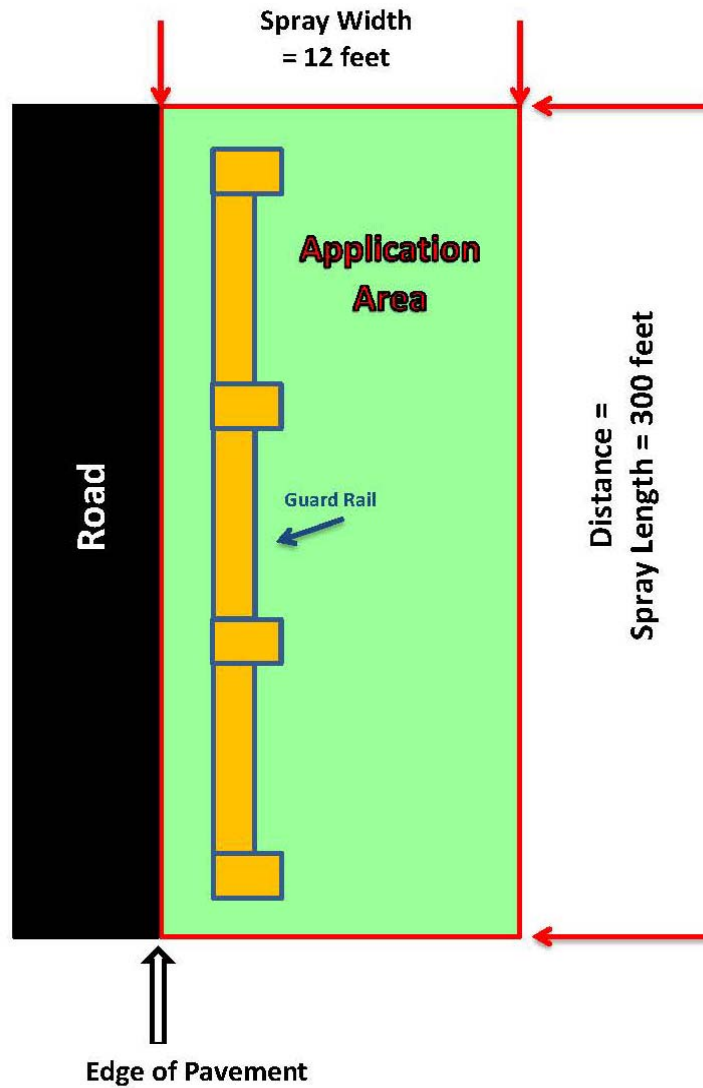 Spray Width
= 12 feet
Application
Area
Road
Guard Rail
Distance =
Spray Length = 300 feet
Edge of Pavement